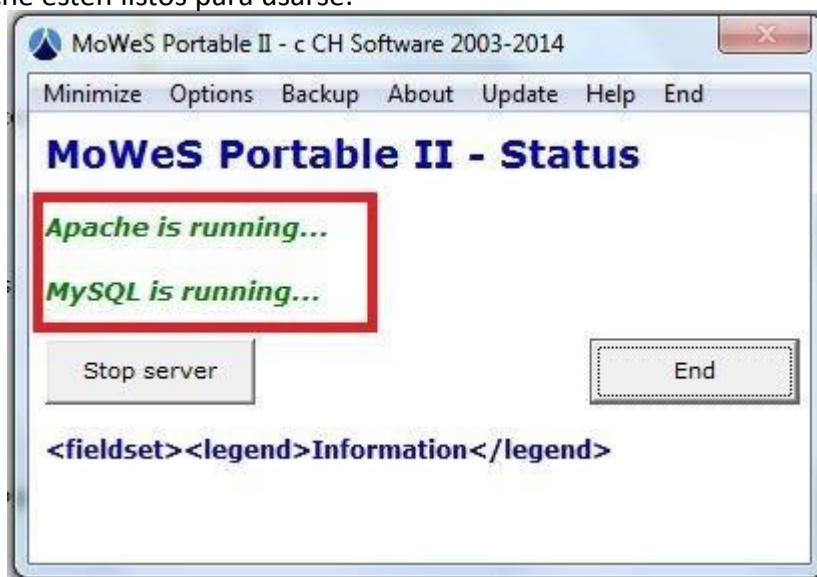 estén listos para usarse.
MoWeS Portable II - c CH Software 2003-2014
Minimize Options Backup About Update Help End
MoWeS Portable II - Status
Apache is running...
MySQL is running...
Stop server
End
<fieldset><legend>Information</legend>